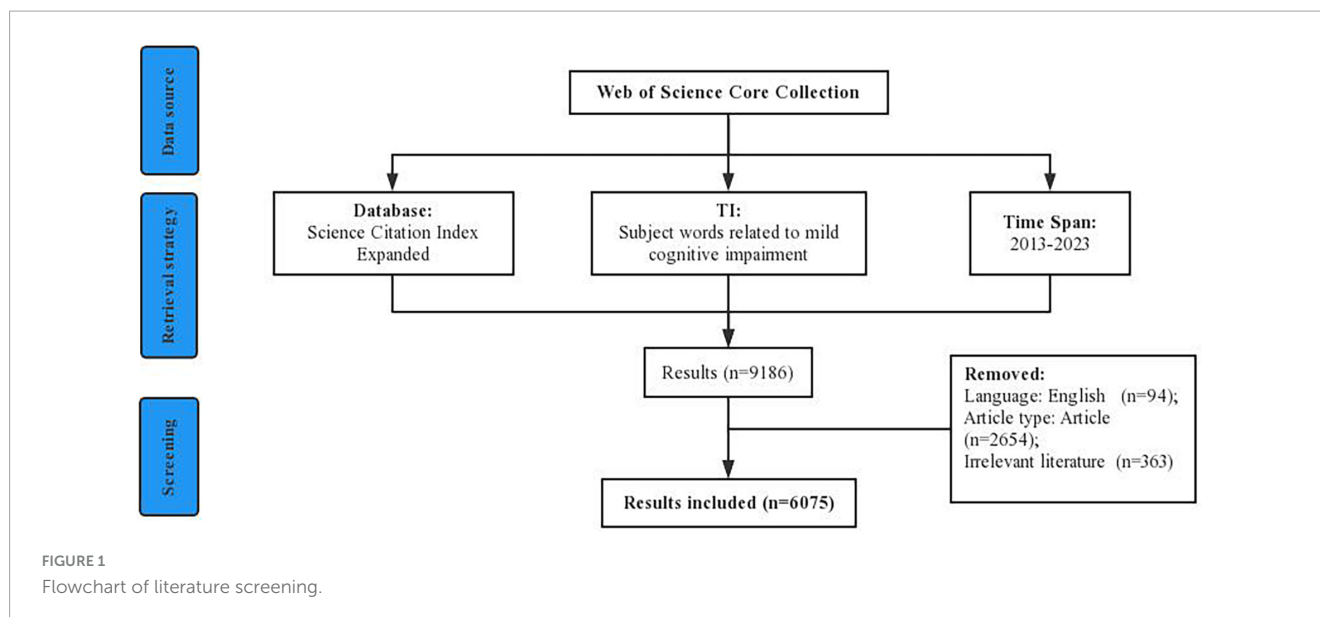 Data source
Web of Science Core Collection
Retrieval strategy
Database:
Science Citation Index
Expanded
TI:
Subject words related to mild
cognitive impairment
Time Span:
2013-2023
Results (n=9186)
Removed:
Language: English (n=94);
Article type: Article
(n=2654);
Irrelevant literature (n=363)
Screening
Results included (n=6075)
FIGURE 1
Flowchart of literature screening.